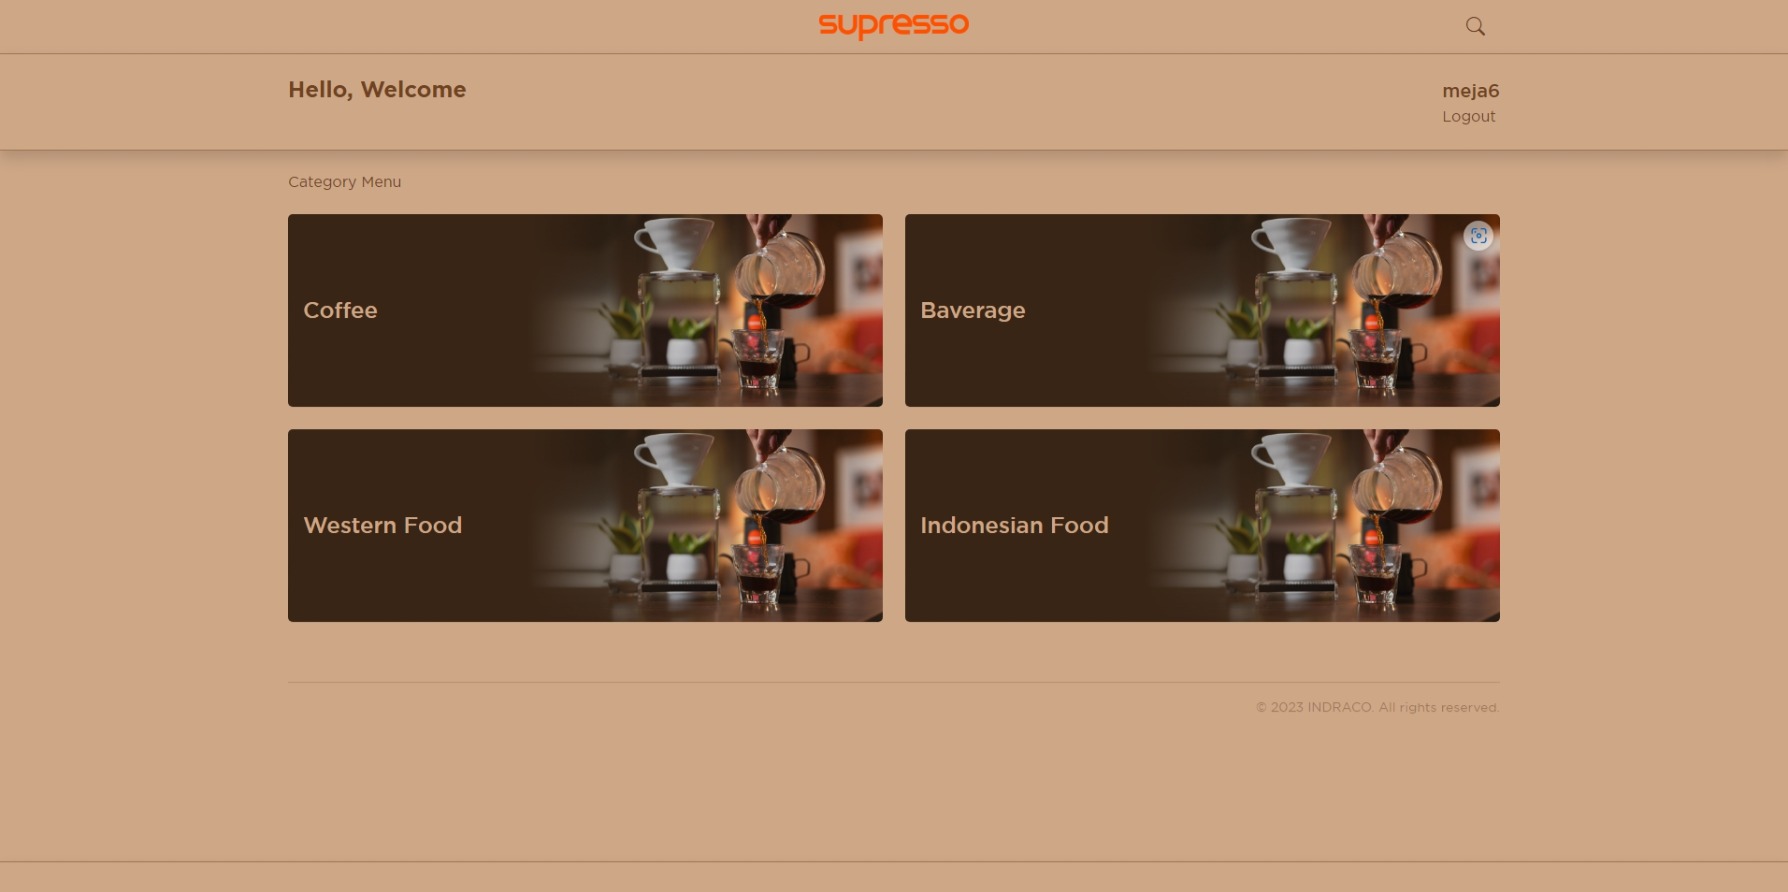 supresso
Hello, Welcome
meja6
Logout
Category Menu
Coffee
Baverage
Western Food
Indonesian Food
© 2023 INDRACO. All rights reserved.